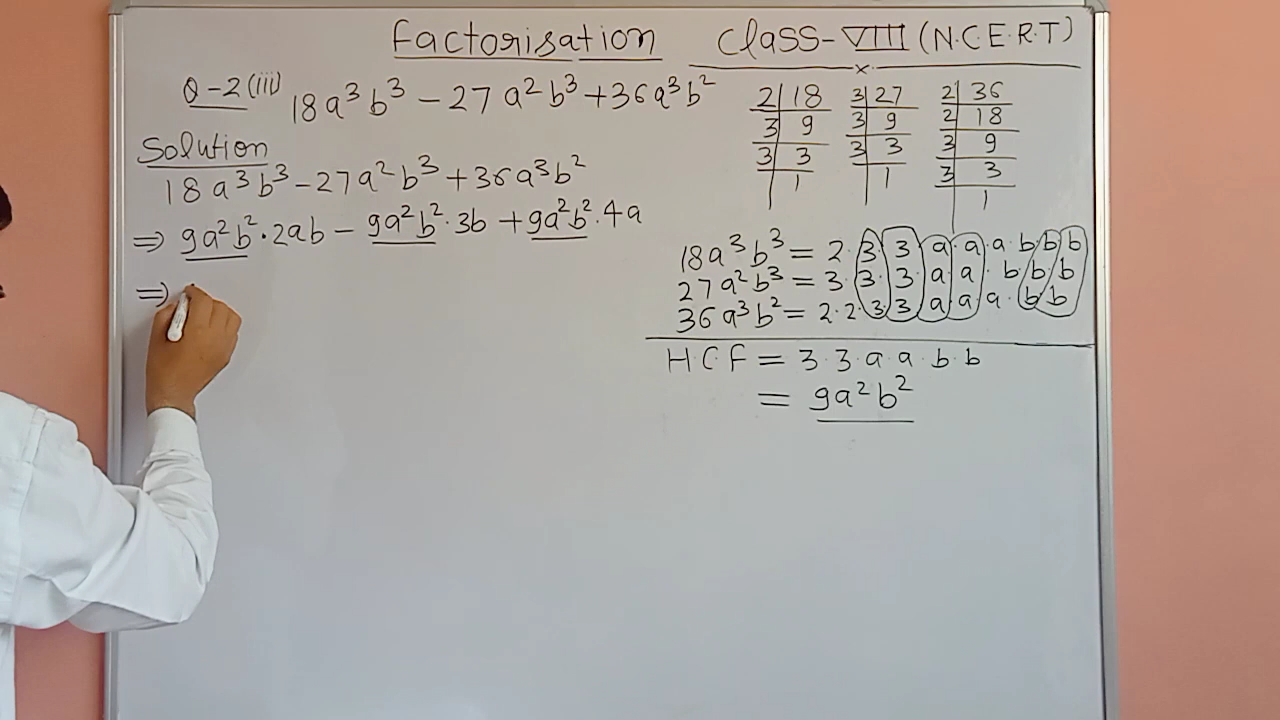 Factorisation Class-VIII (N.C.E.R.T)
Q-2(iii) 18a³b³ - 27a²b³ + 36a³b²
Solution
18a³b³ - 27a²b³ + 36a³b²
⇒ 9a²b²·2ab - 9a²b²·3b + 9a²b²·4a
⇒
×
2|18
3|9
3|3
|1
3|27
3|9
3|3
|1
2|36
2|18
3|9
3|3
|1
18a³b³ = 2·3·3·a·a·a·b·b·b
27a²b³ = 3·3·3·a·a·b·b·b
36a³b² = 2·2·3·3·a·a·a·b·b
H.C.F = 3·3·a·a·b·b
= 9a²b²